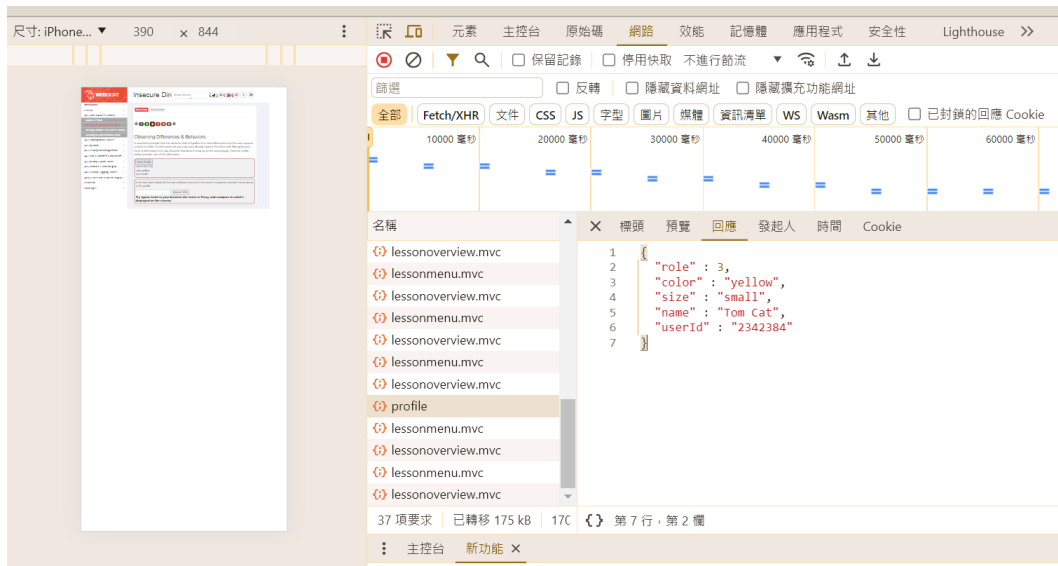 尺寸: iPhone... ▼ 390 × 844
元素 主控台 原始碼 網路 效能 記憶體 應用程式 安全性 Lighthouse
保留記錄 停用快取 不進行節流
篩選 反轉 隱藏資料網址 隱藏擴充功能網址
全部 Fetch/XHR 文件 CSS JS 字型 圖片 媒體 資訊清單 WS Wasm 其他 已封鎖的回應 Cookie
10000 毫秒 20000 毫秒 30000 毫秒 40000 毫秒 50000 毫秒 60000 毫秒
WEBGOAT
Insecure Dir
Observing Differences & Behaviors
名稱
lessonoverview.mvc
lessonmenu.mvc
lessonoverview.mvc
lessonmenu.mvc
lessonoverview.mvc
lessonmenu.mvc
lessonoverview.mvc
profile
lessonmenu.mvc
lessonoverview.mvc
lessonmenu.mvc
lessonoverview.mvc
37 項要求 已轉移 175 kB
標頭 預覽 回應 發起人 時間 Cookie
1 {
2 "role" : 3,
3 "color" : "yellow",
4 "size" : "small",
5 "name" : "Tom Cat",
6 "userId" : "2342384"
7 }
{} 第 7 行，第 2 欄
主控台 新功能